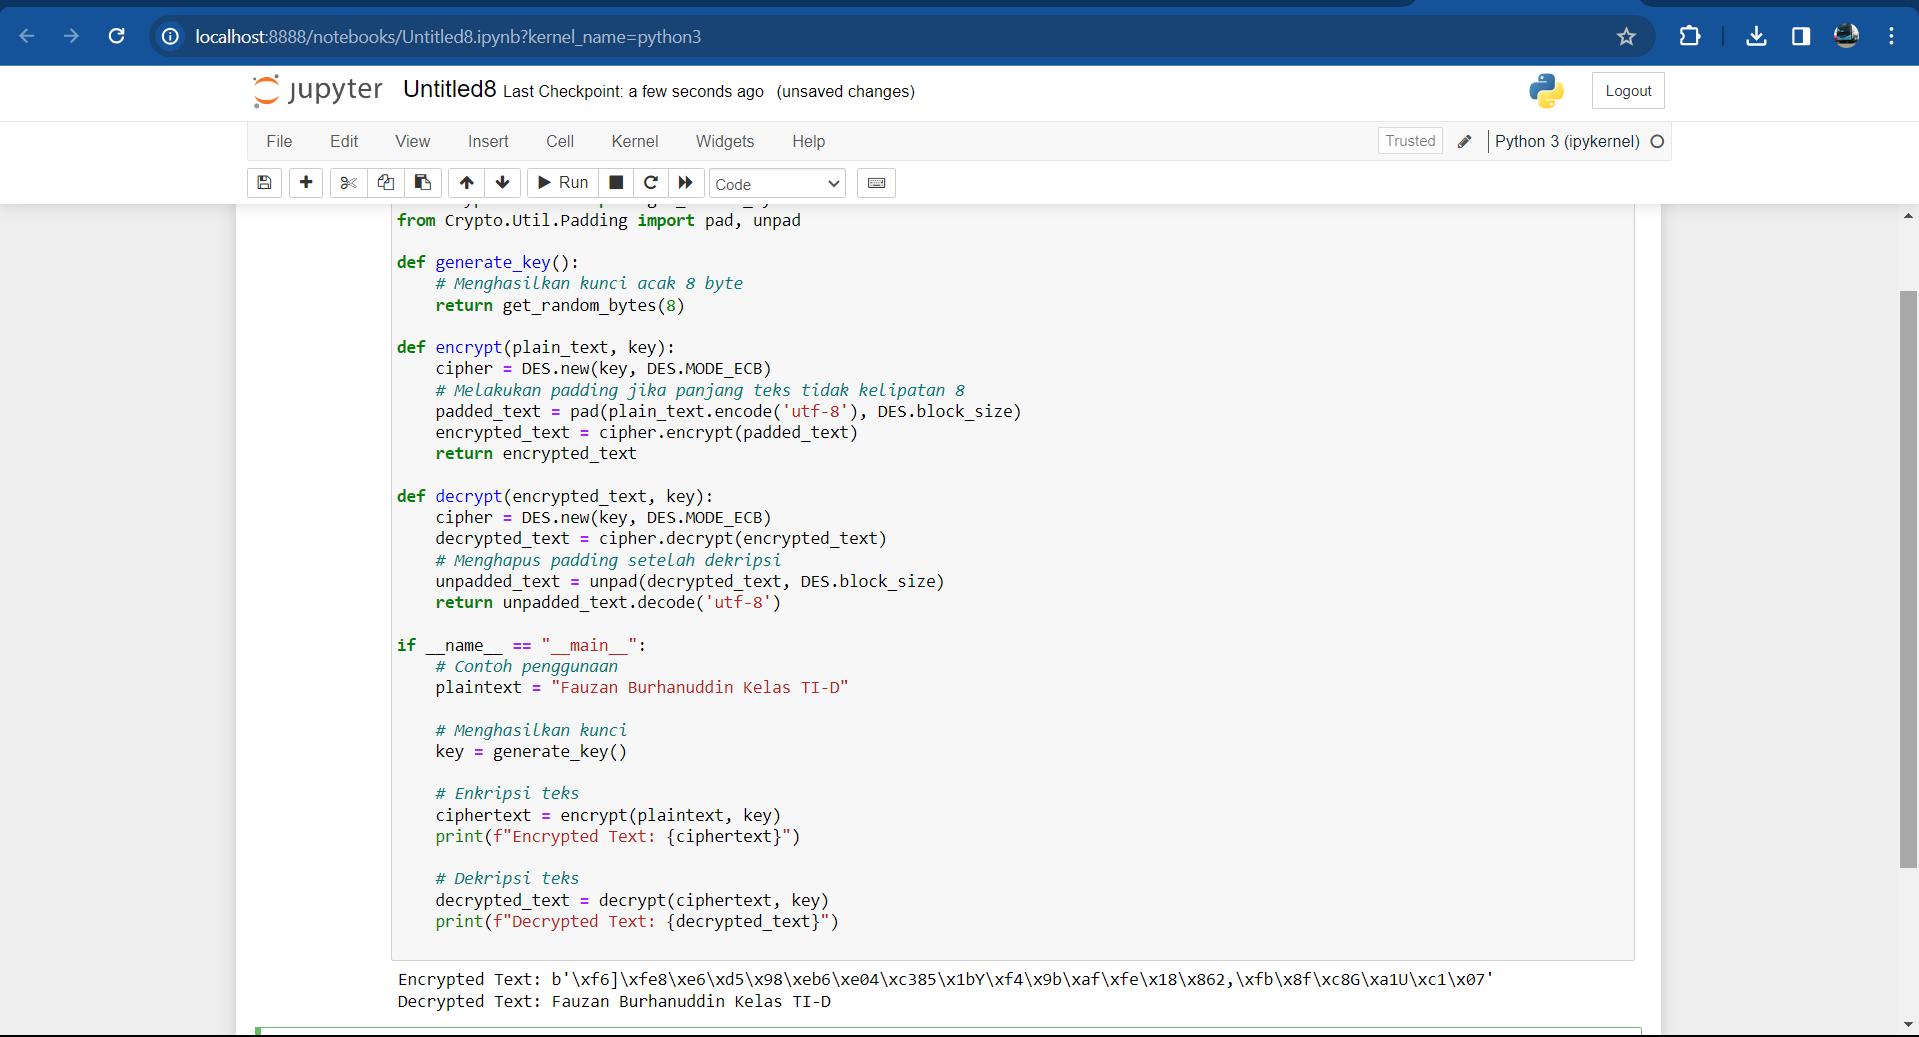 localhost:8888/notebooks/Untitled8.ipynb?kernel_name=python3
jupyter Untitled8 Last Checkpoint: a few seconds ago (unsaved changes) Logout
File Edit View Insert Cell Kernel Widgets Help Trusted Python 3 (ipykernel)
Run Code
from Crypto.Util.Padding import pad, unpad
def generate_key():
# Menghasilkan kunci acak 8 byte
return get_random_bytes(8)
def encrypt(plain_text, key):
cipher = DES.new(key, DES.MODE_ECB)
# Melakukan padding jika panjang teks tidak kelipatan 8
padded_text = pad(plain_text.encode('utf-8'), DES.block_size)
encrypted_text = cipher.encrypt(padded_text)
return encrypted_text
def decrypt(encrypted_text, key):
cipher = DES.new(key, DES.MODE_ECB)
decrypted_text = cipher.decrypt(encrypted_text)
# Menghapus padding setelah dekripsi
unpadded_text = unpad(decrypted_text, DES.block_size)
return unpadded_text.decode('utf-8')
if __name__ == "__main__":
# Contoh penggunaan
plaintext = "Fauzan Burhanuddin Kelas TI-D"
# Menghasilkan kunci
key = generate_key()
# Enkripsi teks
ciphertext = encrypt(plaintext, key)
print(f"Encrypted Text: {ciphertext}")
# Dekripsi teks
decrypted_text = decrypt(ciphertext, key)
print(f"Decrypted Text: {decrypted_text}")
Encrypted Text: b'\xf6]\xfe8\xe6\xd5\x98\xeb6\xe04\xc385\x1bY\xf4\x9b\xaf\xfe\x18\x862,\xfb\x8f\xc8G\xa1U\xc1\x07'
Decrypted Text: Fauzan Burhanuddin Kelas TI-D